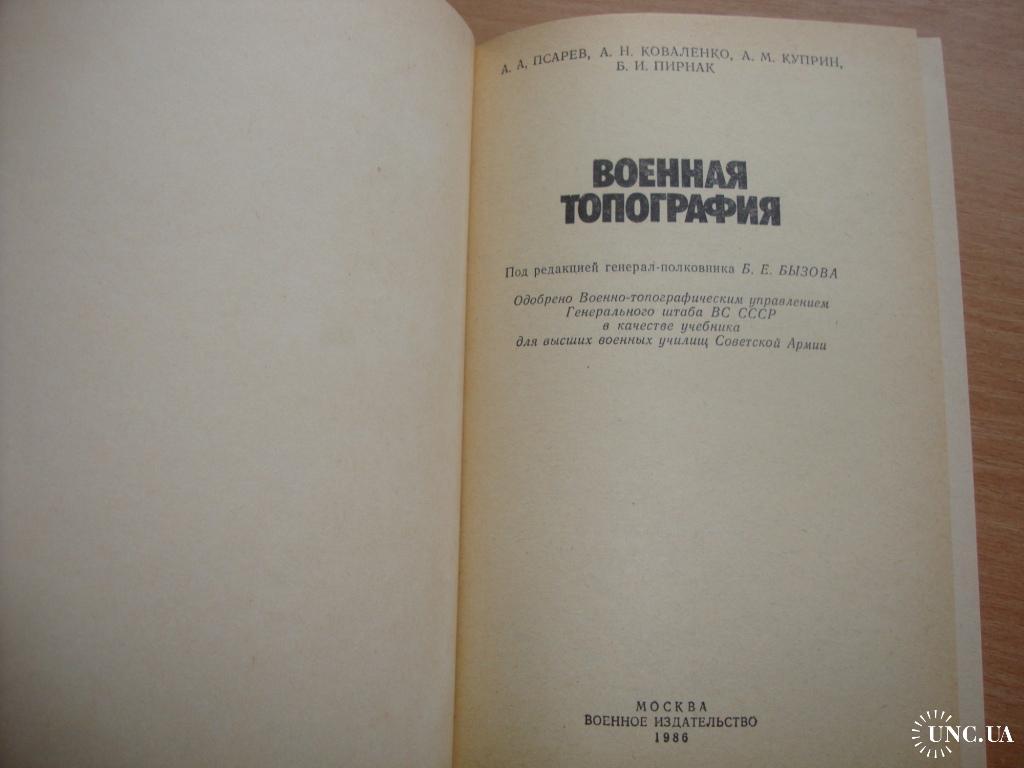 А. А. ПСАРЕВ, А. Н. КОВАЛЕНКО, А. М. КУПРИН,
Б. И. ПИРНАК
ВОЕННАЯ
ТОПОГРАФИЯ
Под редакцией генерал-полковника Б. Е. БЫЗОВА
Одобрено Военно-топографическим управлением
Генерального штаба ВС СССР
в качестве учебника
для высших военных училищ Советской Армии
МОСКВА
ВОЕННОЕ ИЗДАТЕЛЬСТВО
1986
UNC.UA